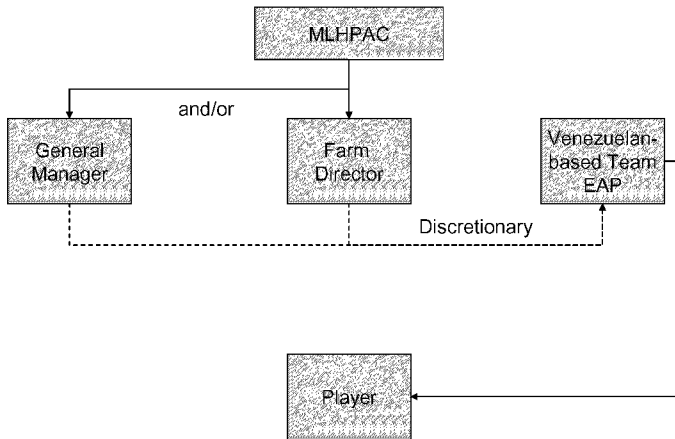 MLHPAC
and/or
General
Manager
Farm
Director
Venezuelan-
based Team
EAP
Discretionary
Player